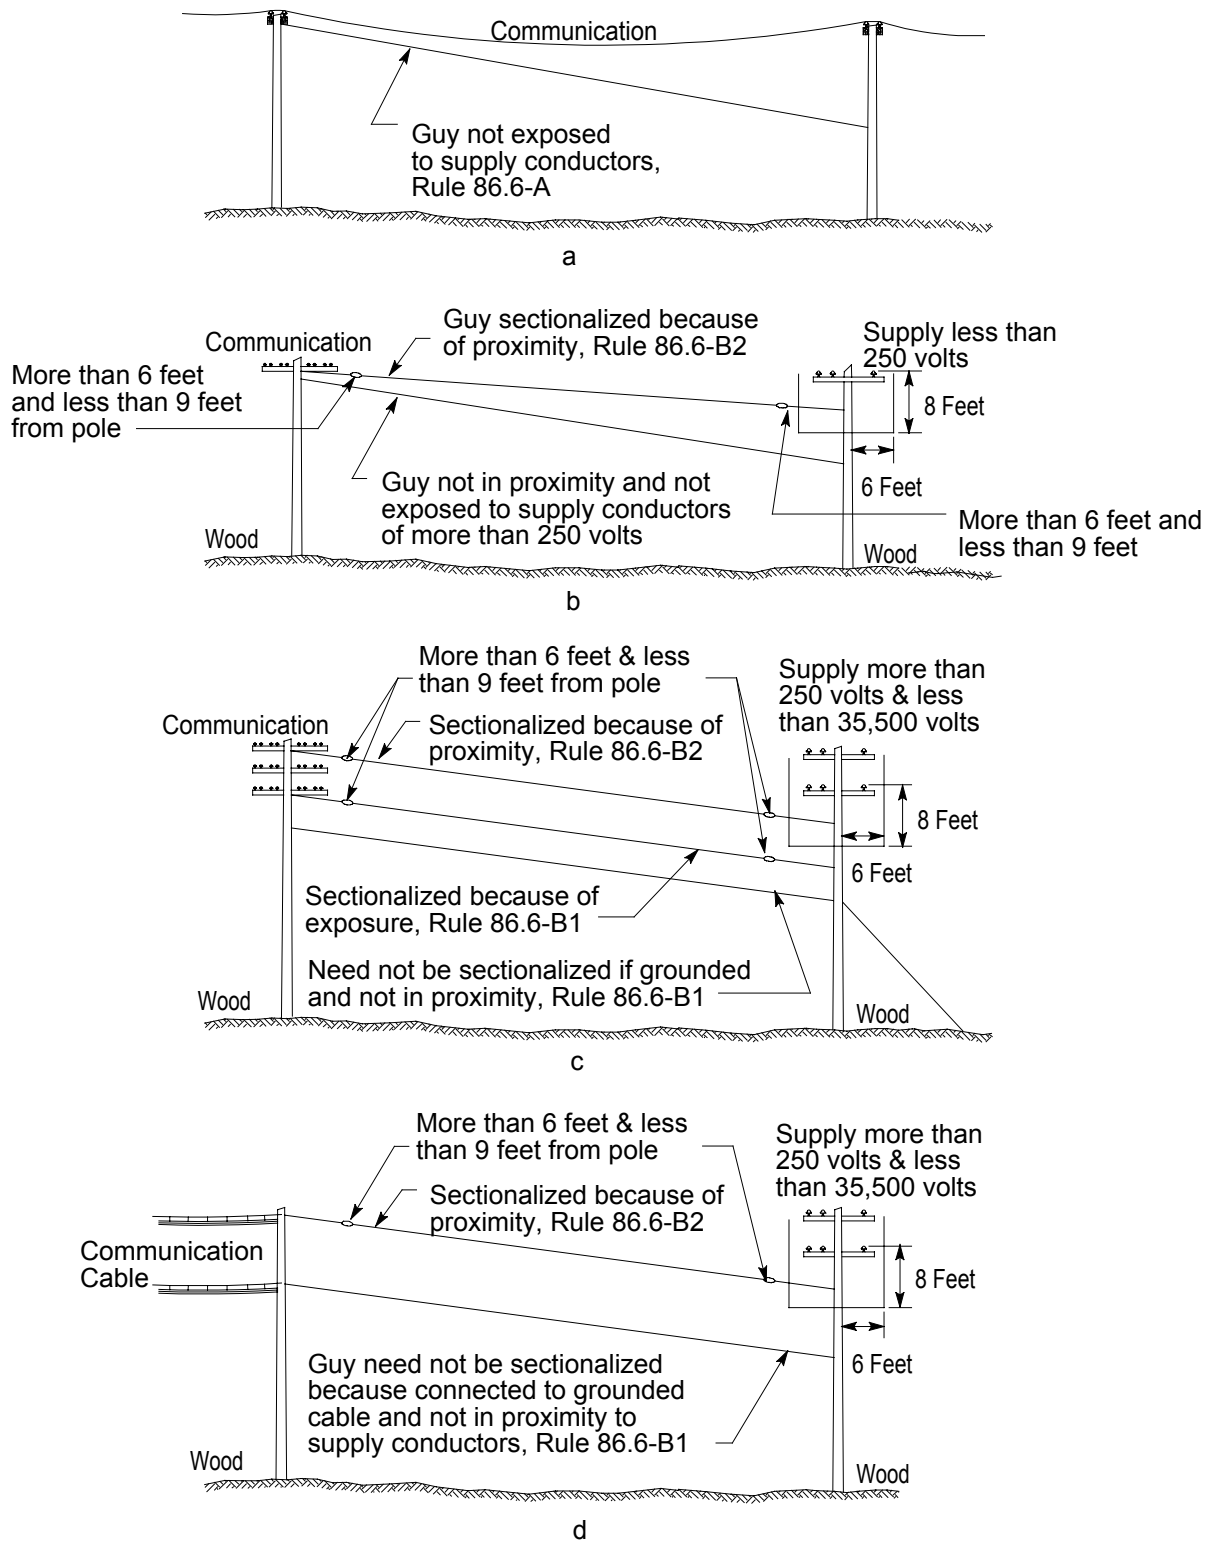 Communication
Guy not exposed
to supply conductors,
Rule 86.6-A
a
Guy sectionalized because
of proximity, Rule 86.6-B2
Supply less than
250 volts
Communication
More than 6 feet
and less than 9 feet
from pole
8 Feet
6 Feet
Guy not in proximity and not
exposed to supply conductors
of more than 250 volts
More than 6 feet and
less than 9 feet
Wood
Wood
b
More than 6 feet & less
than 9 feet from pole
Supply more than
250 volts & less
than 35,500 volts
Communication
Sectionalized because of
proximity, Rule 86.6-B2
8 Feet
6 Feet
Sectionalized because of
exposure, Rule 86.6-B1
Need not be sectionalized if grounded
and not in proximity, Rule 86.6-B1
Wood
Wood
c
More than 6 feet & less
than 9 feet from pole
Supply more than
250 volts & less
than 35,500 volts
Sectionalized because of
proximity, Rule 86.6-B2
Communication
Cable
8 Feet
6 Feet
Guy need not be sectionalized
because connected to grounded
cable and not in proximity to
supply conductors, Rule 86.6-B1
Wood
Wood
d